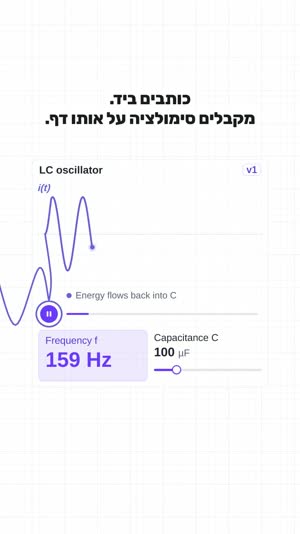 כותבים ביד.
מקבלים סימולציה על אותו דף.
LC oscillator
v1
i(t)
Energy flows back into C
Frequency f
159 Hz
Capacitance C
100 µF